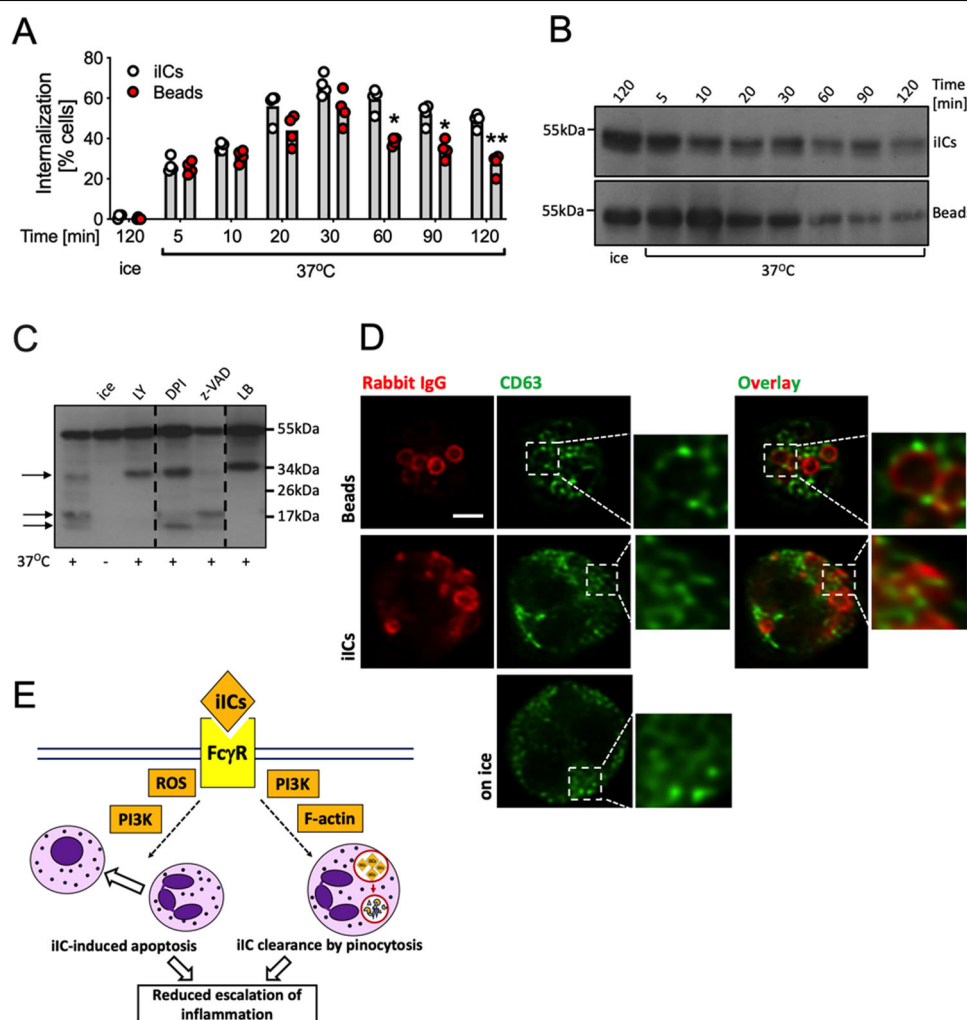 A
80
60
40
20
0
Internalization
[% cells]
iICs
Beads
*
*
**
Time [min]
120
5
10
20
30
60
90
120
ice
37°C
B
120
5
10
20
30
60
90
120
Time
[min]
55kDa
iICs
55kDa
Bead
ice
37°C
C
ice
LY
DPI
z-VAD
LB
55kDa
34kDa
26kDa
17kDa
37°C
+
-
+
+
+
+
D
Rabbit IgG
CD63
Overlay
Beads
iICs
on ice
E
iICs
FcγR
ROS
PI3K
PI3K
F-actin
iIC-induced apoptosis
iIC clearance by pinocytosis
Reduced escalation of
inflammation